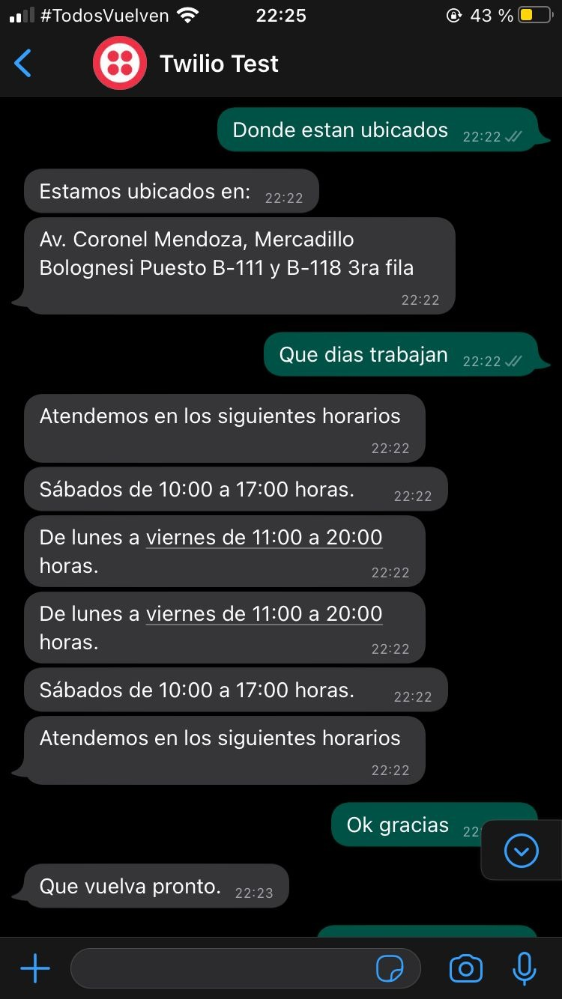 #TodosVuelven
22:25
43 %
Twilio Test
Donde estan ubicados 22:22
Estamos ubicados en: 22:22
Av. Coronel Mendoza, Mercadillo
Bolognesi Puesto B-111 y B-118 3ra fila
22:22
Que dias trabajan 22:22
Atendemos en los siguientes horarios
22:22
Sábados de 10:00 a 17:00 horas. 22:22
De lunes a viernes de 11:00 a 20:00
horas. 22:22
De lunes a viernes de 11:00 a 20:00
horas. 22:22
Sábados de 10:00 a 17:00 horas. 22:22
Atendemos en los siguientes horarios
22:22
Ok gracias 22
Que vuelva pronto. 22:23